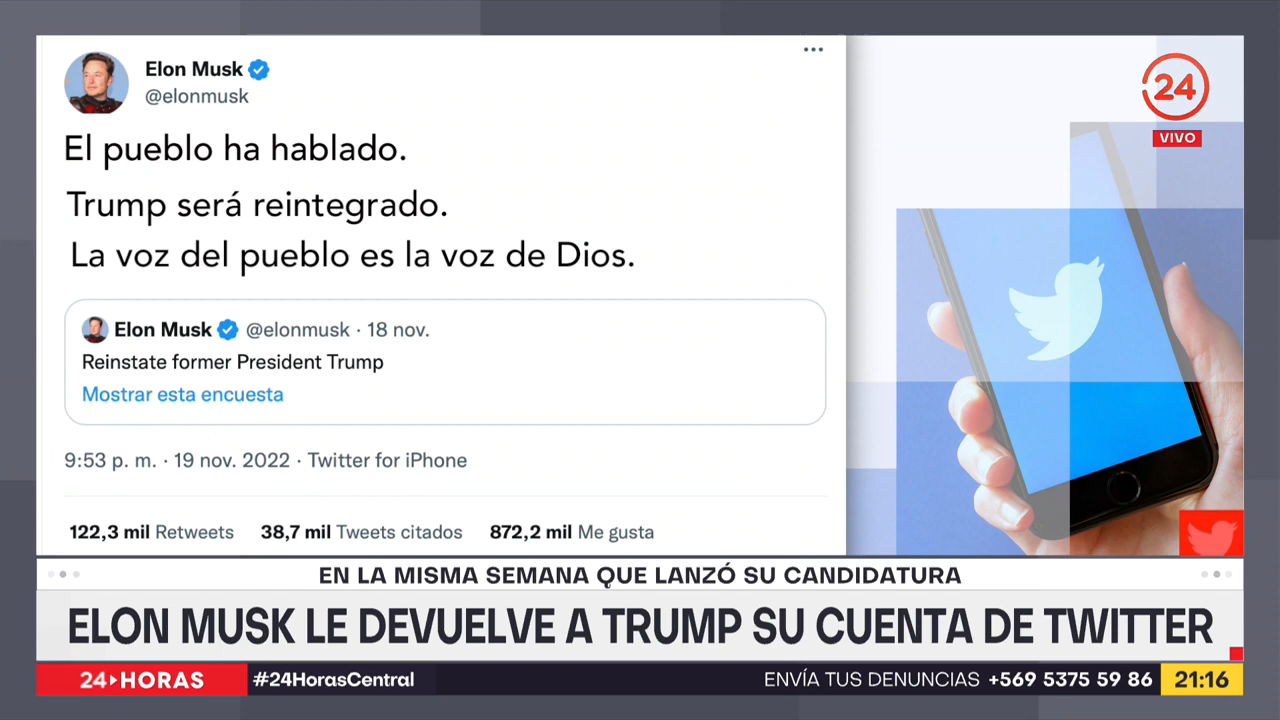 Elon Musk
@elonmusk
El pueblo ha hablado.
Trump será reintegrado.
La voz del pueblo es la voz de Dios.
Elon Musk @elonmusk · 18 nov.
Reinstate former President Trump
Mostrar esta encuesta
9:53 p. m. · 19 nov. 2022 · Twitter for iPhone
122,3 mil Retweets 38,7 mil Tweets citados 872,2 mil Me gusta
24
VIVO
EN LA MISMA SEMANA QUE LANZÓ SU CANDIDATURA
ELON MUSK LE DEVUELVE A TRUMP SU CUENTA DE TWITTER
24 HORAS #24HorasCentral ENVÍA TUS DENUNCIAS +569 5375 59 86 21:16